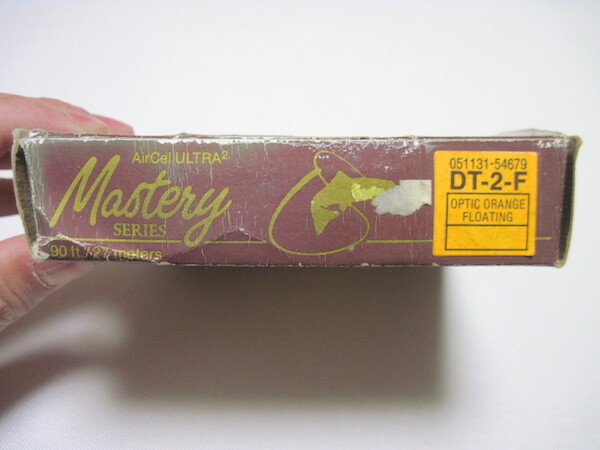 AirCel ULTRA²
Mastery
SERIES
90 ft / 27 meters
051131-54679
DT-2-F
OPTIC ORANGE
FLOATING